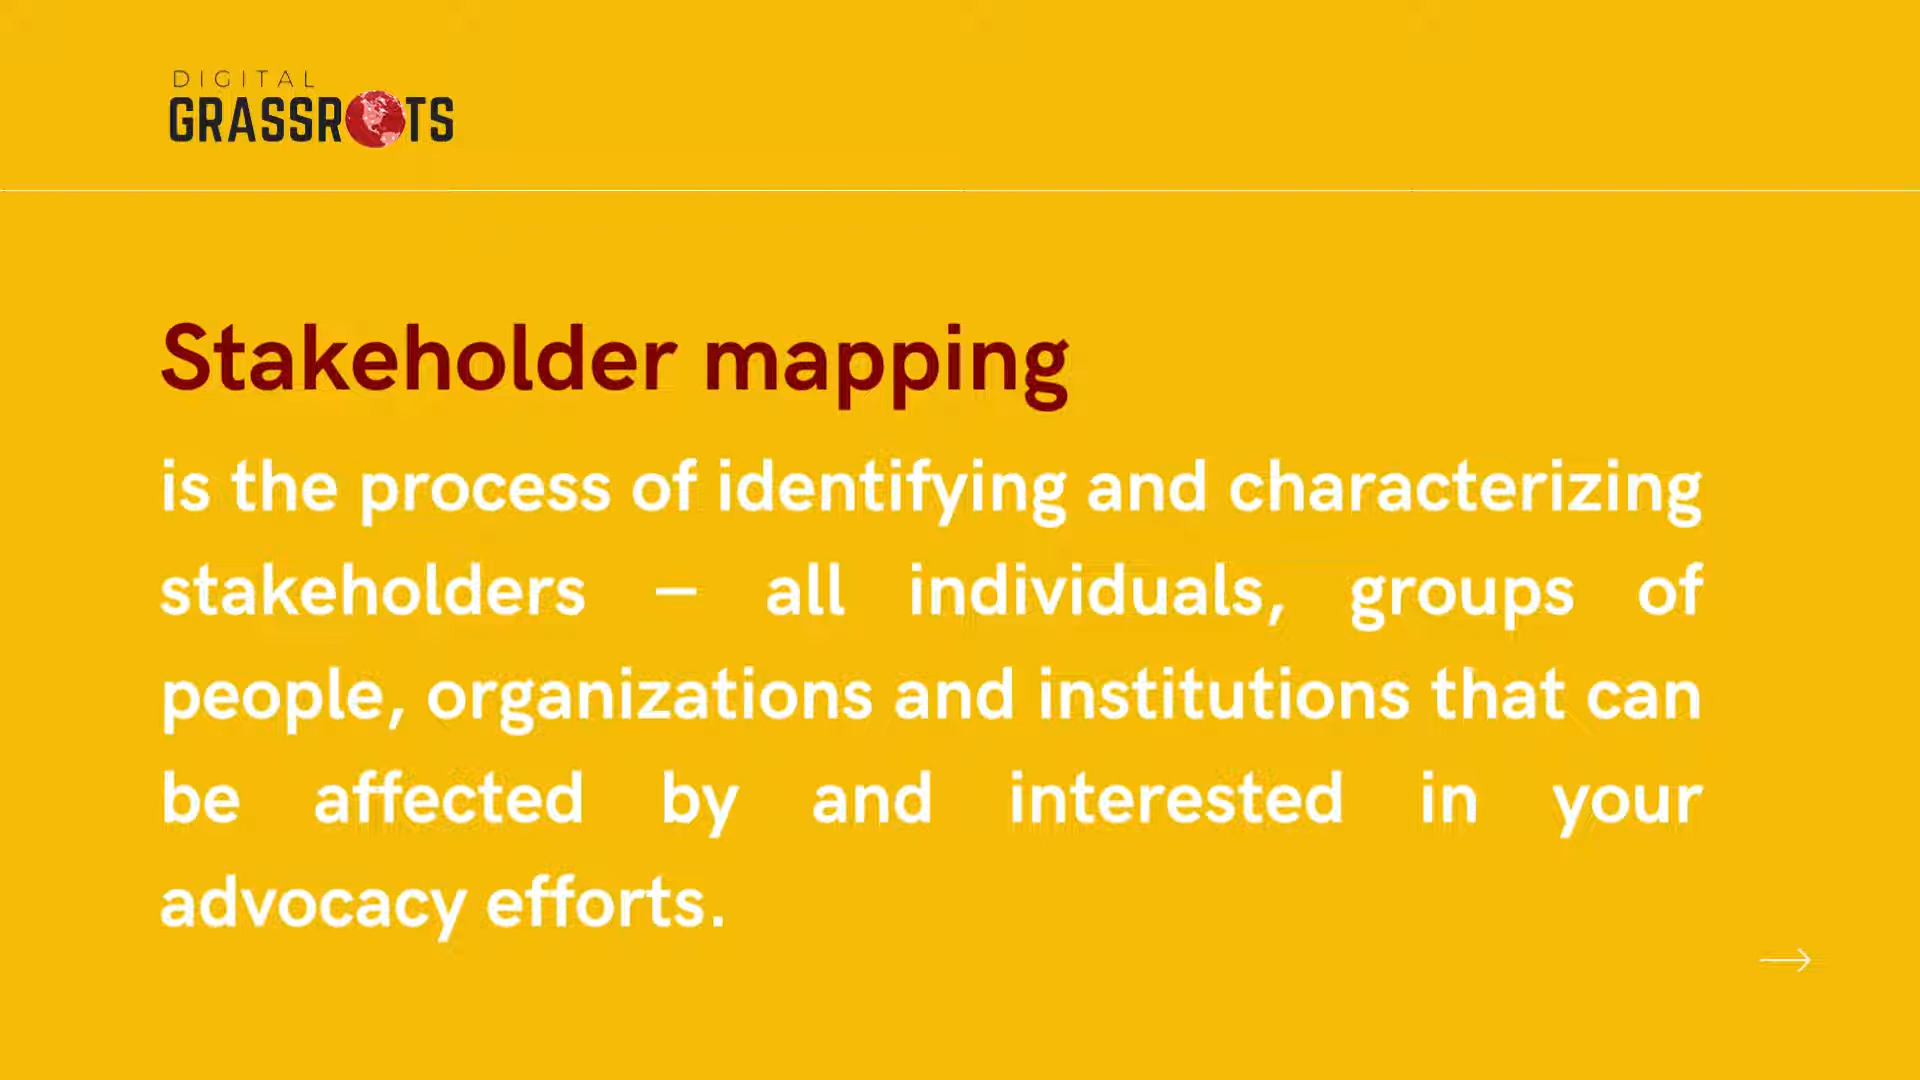 DIGITAL
GRASSROOTS
Stakeholder mapping
is the process of identifying and characterizing
stakeholders – all individuals, groups of
people, organizations and institutions that can
be affected by and interested in your
advocacy efforts.